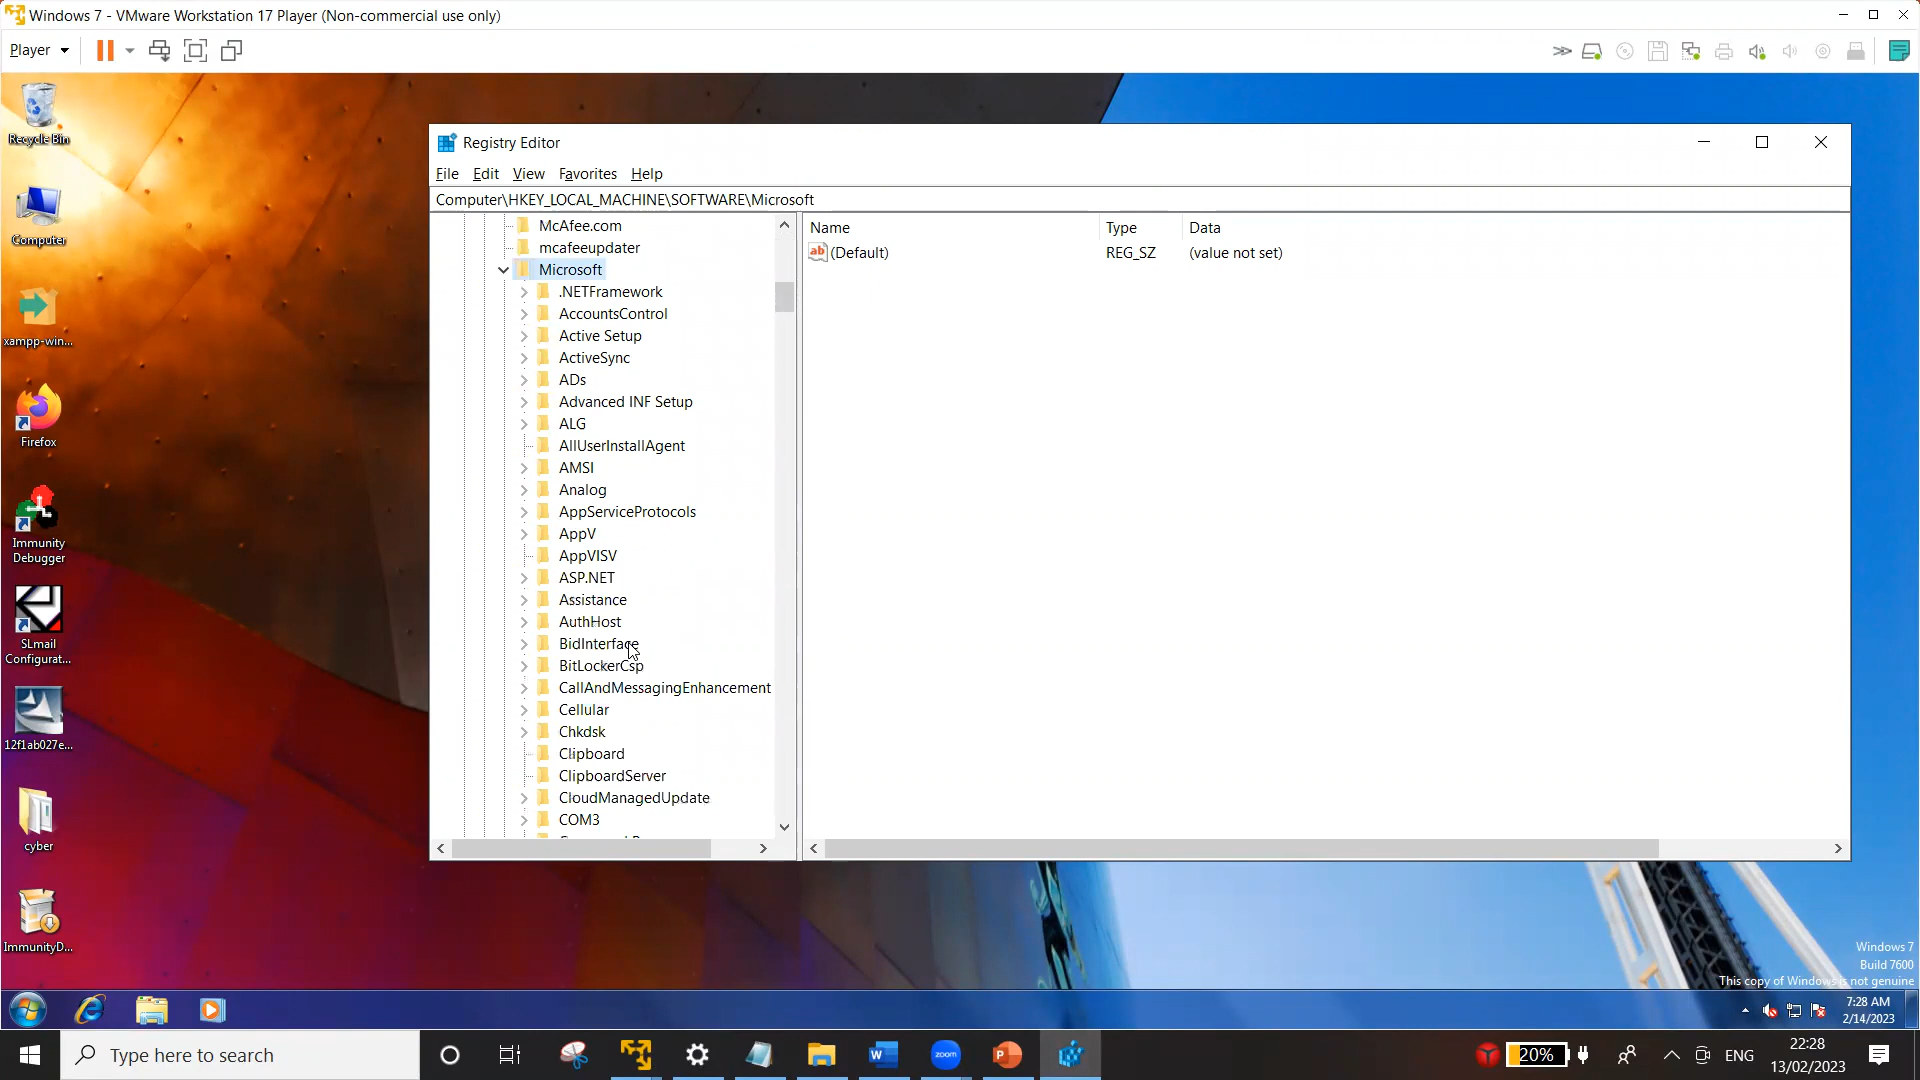 Windows 7 - VMware Workstation 17 Player (Non-commercial use only)
Player
Recycle Bin
Computer
xampp-win...
Firefox
Immunity
Debugger
SLmail
Configurat...
12f1ab027e...
cyber
ImmunityD...
Registry Editor
File Edit View Favorites Help
Computer\HKEY_LOCAL_MACHINE\SOFTWARE\Microsoft
McAfee.com
mcafeeupdater
Microsoft
.NETFramework
AccountsControl
Active Setup
ActiveSync
ADs
Advanced INF Setup
ALG
AllUserInstallAgent
AMSI
Analog
AppServiceProtocols
AppV
AppVISV
ASP.NET
Assistance
AuthHost
BidInterface
BitLockerCsp
CallAndMessagingEnhancement
Cellular
Chkdsk
Clipboard
ClipboardServer
CloudManagedUpdate
COM3
Name Type Data
ab (Default) REG_SZ (value not set)
Windows 7
Build 7600
This copy of Windows is not genuine
7:28 AM
2/14/2023
Type here to search
W
zoom
P
20%
ENG
22:28
13/02/2023